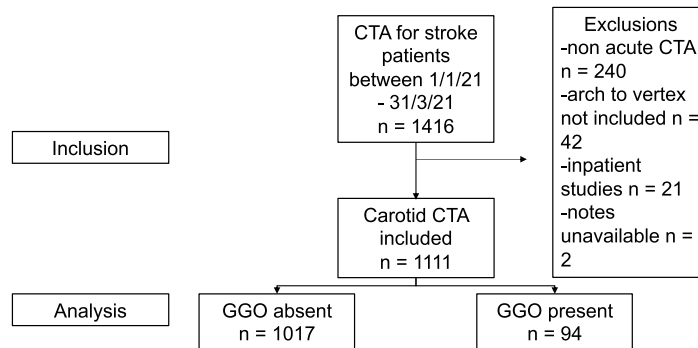 CTA for stroke
patients
between 1/1/21
- 31/3/21
n = 1416
Exclusions
-non acute CTA
n = 240
-arch to vertex
not included n =
42
-inpatient
studies n = 21
-notes
unavailable n =
2
Inclusion
Carotid CTA
included
n = 1111
Analysis
GGO absent
n = 1017
GGO present
n = 94